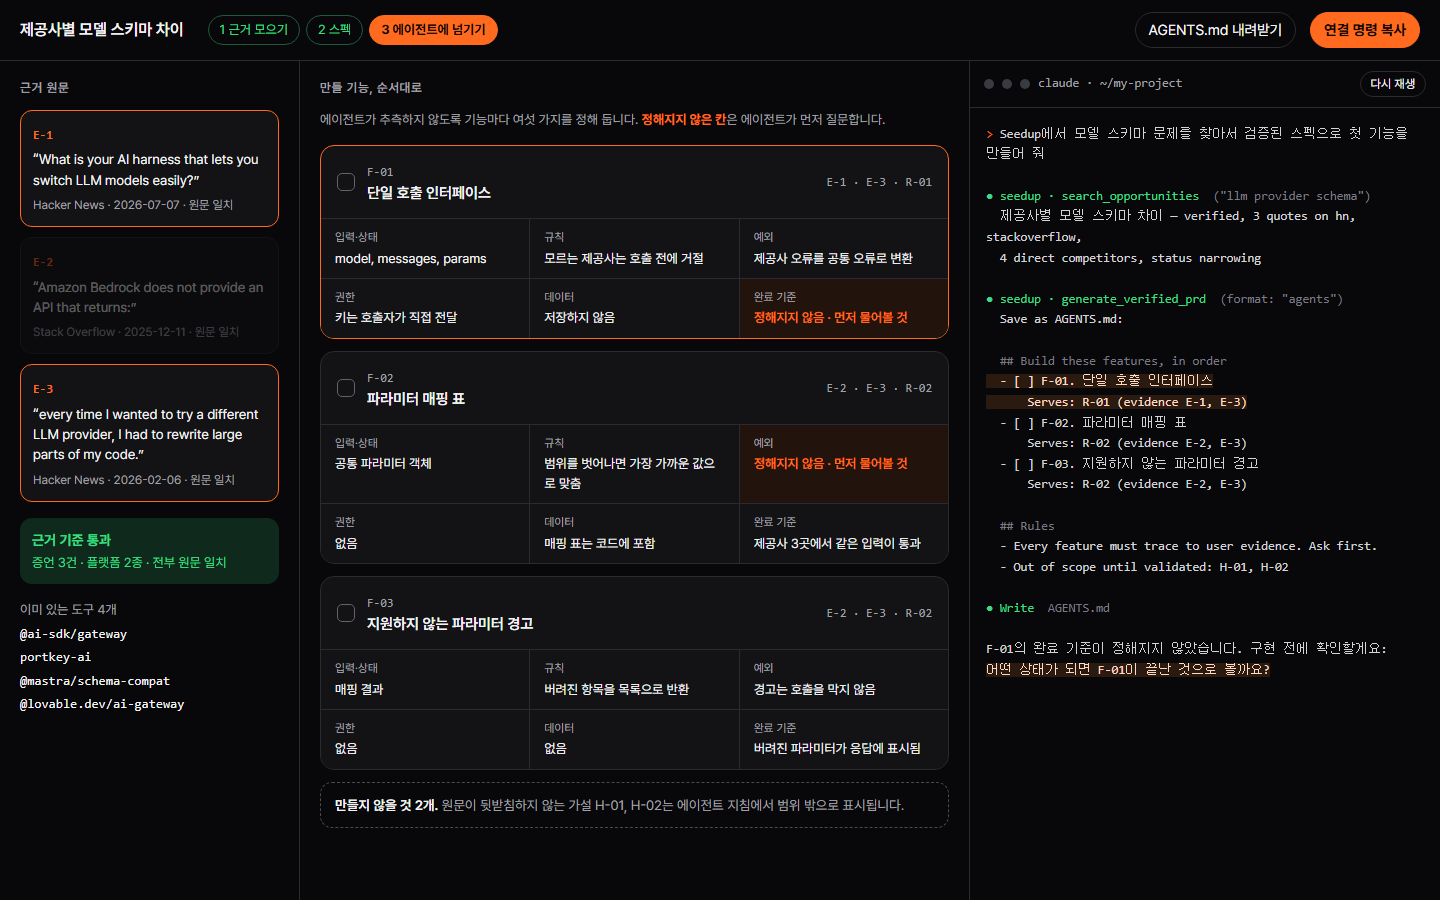 제공사별 모델 스키마 차이
1 근거 모으기
2 스펙
3 에이전트에 넘기기
AGENTS.md 내려받기
연결 명령 복사
근거 원문
E-1
“What is your AI harness that lets you
switch LLM models easily?”
Hacker News · 2026-07-07 · 원문 일치
E-2
“Amazon Bedrock does not provide an
API that returns:”
Stack Overflow · 2025-12-11 · 원문 일치
E-3
“every time I wanted to try a different
LLM provider, I had to rewrite large
parts of my code.”
Hacker News · 2026-02-06 · 원문 일치
근거 기준 통과
증언 3건 · 플랫폼 2종 · 전부 원문 일치
이미 있는 도구 4개
@ai-sdk/gateway
portkey-ai
@mastra/schema-compat
@lovable.dev/ai-gateway
만들 기능, 순서대로
에이전트가 추측하지 않도록 기능마다 여섯 가지를 정해 둡니다. 정해지지 않은 칸은 에이전트가 먼저 질문합니다.
F-01
단일 호출 인터페이스
E-1 · E-3 · R-01
입력·상태
model, messages, params
규칙
모르는 제공사는 호출 전에 거절
예외
제공사 오류를 공통 오류로 변환
권한
키는 호출자가 직접 전달
데이터
저장하지 않음
완료 기준
정해지지 않음 · 먼저 물어볼 것
F-02
파라미터 매핑 표
E-2 · E-3 · R-02
입력·상태
공통 파라미터 객체
규칙
범위를 벗어나면 가장 가까운 값으
로 맞춤
예외
정해지지 않음 · 먼저 물어볼 것
권한
없음
데이터
매핑 표는 코드에 포함
완료 기준
제공사 3곳에서 같은 입력이 통과
F-03
지원하지 않는 파라미터 경고
E-2 · E-3 · R-02
입력·상태
매핑 결과
규칙
버려진 항목을 목록으로 반환
예외
경고는 호출을 막지 않음
권한
없음
데이터
없음
완료 기준
버려진 파라미터가 응답에 표시됨
만들지 않을 것 2개. 원문이 뒷받침하지 않는 가설 H-01, H-02는 에이전트 지침에서 범위 밖으로 표시됩니다.
claude · ~/my-project
다시 재생
> Seedup에서 모델 스키마 문제를 찾아서 검증된 스펙으로 첫 기능을
만들어 줘
● seedup · search_opportunities ("llm provider schema")
제공사별 모델 스키마 차이 — verified, 3 quotes on hn,
stackoverflow,
4 direct competitors, status narrowing
● seedup · generate_verified_prd (format: "agents")
Save as AGENTS.md:
## Build these features, in order
- [ ] F-01. 단일 호출 인터페이스
Serves: R-01 (evidence E-1, E-3)
- [ ] F-02. 파라미터 매핑 표
Serves: R-02 (evidence E-2, E-3)
- [ ] F-03. 지원하지 않는 파라미터 경고
Serves: R-02 (evidence E-2, E-3)
## Rules
- Every feature must trace to user evidence. Ask first.
- Out of scope until validated: H-01, H-02
● Write AGENTS.md
F-01의 완료 기준이 정해지지 않았습니다. 구현 전에 확인할게요:
어떤 상태가 되면 F-01이 끝난 것으로 볼까요?